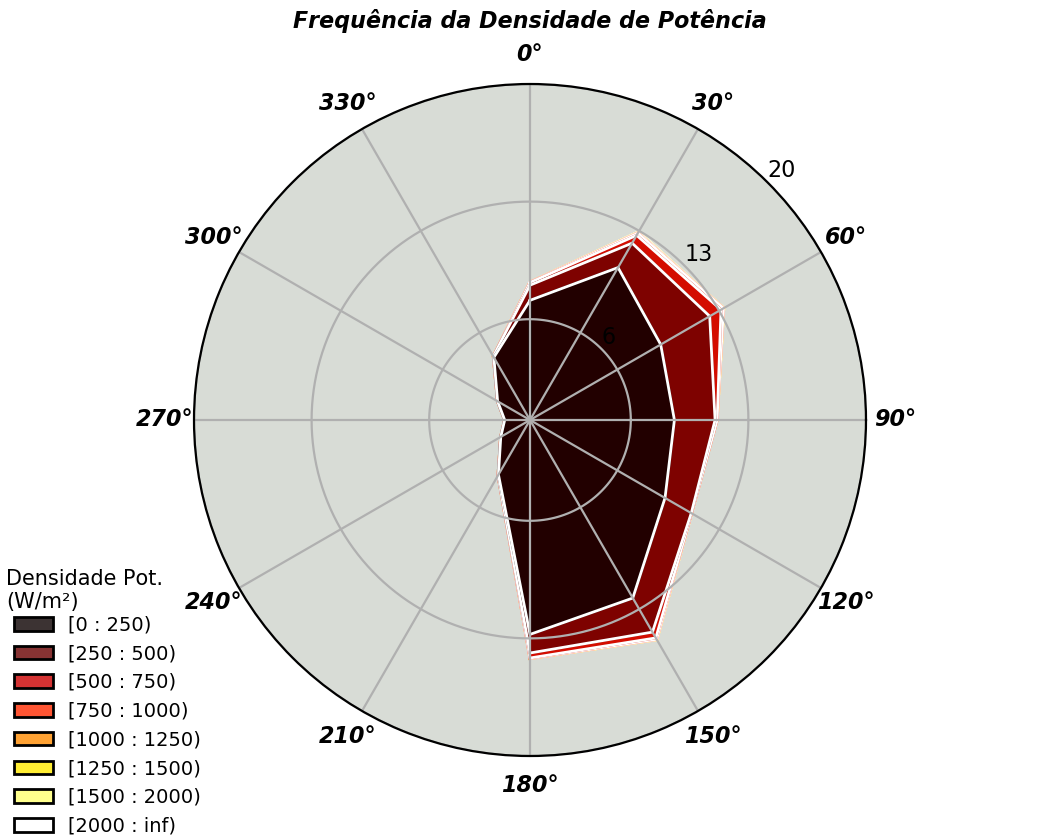 Frequência da Densidade de Potência
0°
330°
30°
20
300°
60°
13
6
270°
90°
240°
120°
210°
150°
180°
Densidade Pot.
(W/m²)
[0 : 250)
[250 : 500)
[500 : 750)
[750 : 1000)
[1000 : 1250)
[1250 : 1500)
[1500 : 2000)
[2000 : inf)